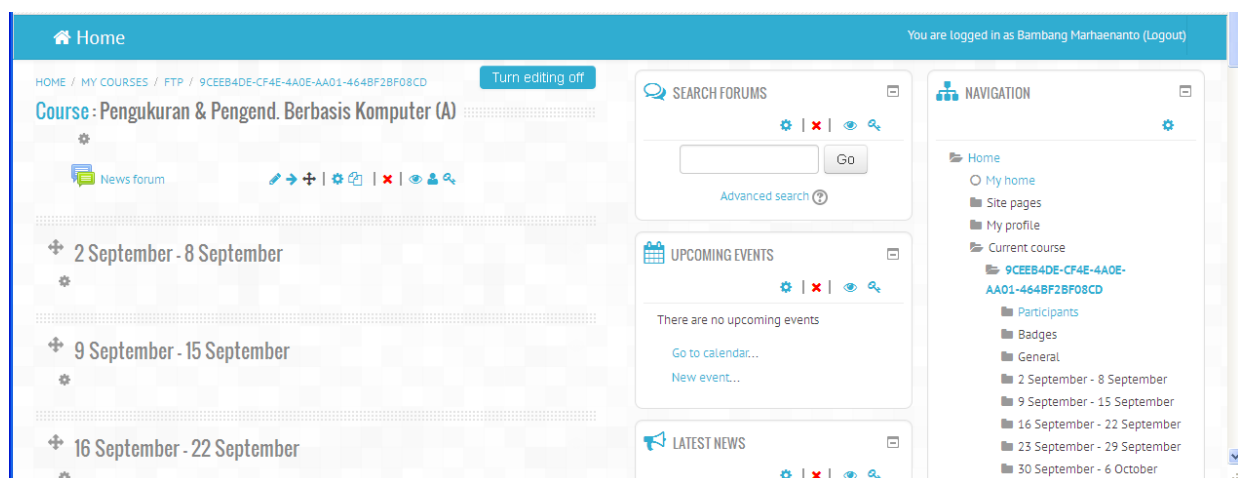 Home
You are logged in as Bambang Marhaenanto (Logout)
HOME / MY COURSES / FTP / 9CEEB4DE-CF4E-4A0E-AA01-464BF2BF08CD
Turn editing off
Course : Pengukuran & Pengend. Berbasis Komputer (A)
News forum
2 September - 8 September
9 September - 15 September
16 September - 22 September
SEARCH FORUMS
Go
Advanced search
UPCOMING EVENTS
There are no upcoming events
Go to calendar...
New event...
LATEST NEWS
NAVIGATION
Home
My home
Site pages
My profile
Current course
9CEEB4DE-CF4E-4A0E-
AA01-464BF2BF08CD
Participants
Badges
General
2 September - 8 September
9 September - 15 September
16 September - 22 September
23 September - 29 September
30 September - 6 October